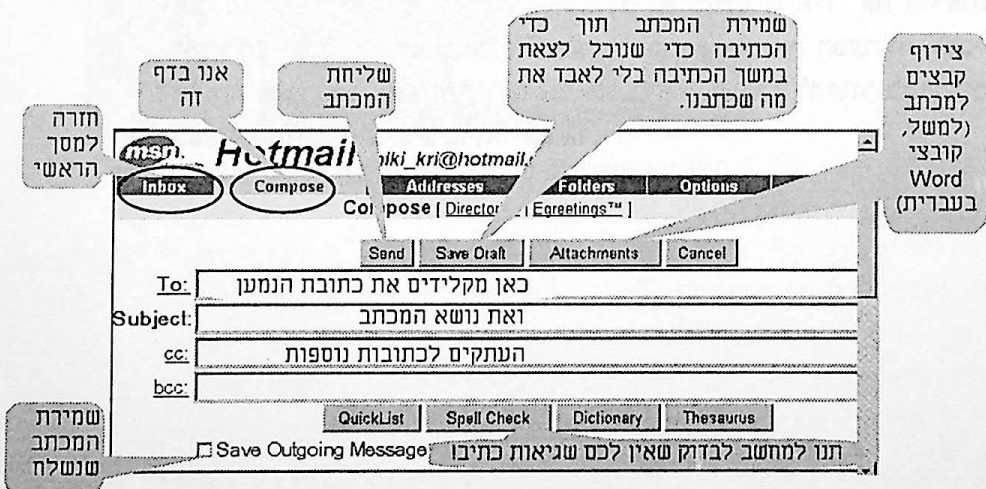 שמירת המכתב תוך כדי
הכתיבה כדי שנוכל לצאת
במשך הכתיבה בלי לאבד את
מה שכתבנו.
צירוף
קבצים
למכתב
(למשל,
קובצי
Word
בעברית)
שליחת
המכתב
אנו בדף
זה
חזרה
למסך
הראשי
msn. Hotmail niki_kri@hotmail.
Inbox Compose Addresses Folders Options
Compose [ Director | Egreetings™ ]
Send Save Draft Attachments Cancel
To: כאן מקלידים את כתובת הנמען
Subject: ואת נושא המכתב
cc: העתקים לכתובות נוספות
bcc:
QuickList Spell Check Dictionary Thesaurus
Save Outgoing Message
תנו למחשב לבדוק שאין לכם שגיאות כתיב!
שמירת
המכתב
שנשלח